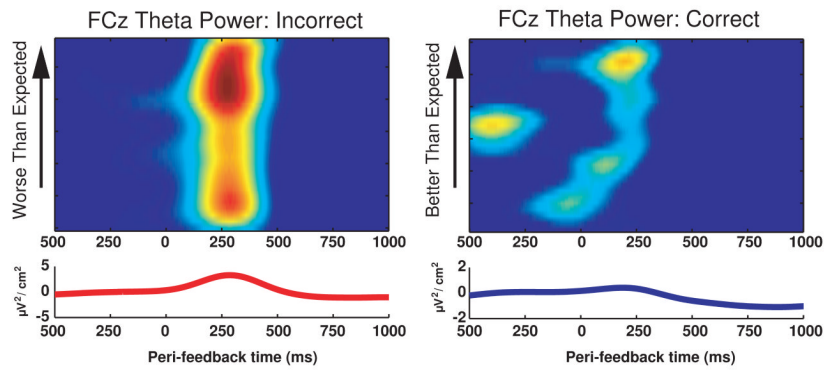 FCz Theta Power: Incorrect
Worse Than Expected
500 250 0 250 500 750 1000
5
0
-5
µV²/ cm²
500 250 0 250 500 750 1000
Peri-feedback time (ms)
FCz Theta Power: Correct
Better Than Expected
500 250 0 250 500 750 1000
2
0
-2
µV²/ cm²
500 250 0 250 500 750 1000
Peri-feedback time (ms)